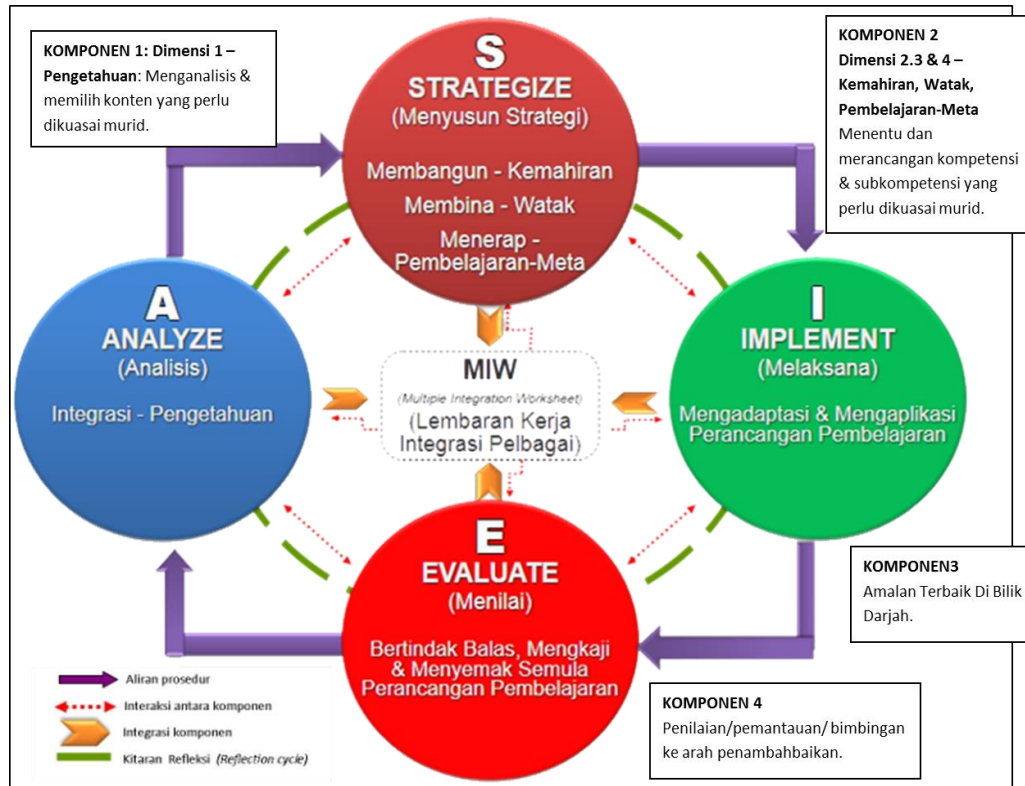 KOMPONEN 1: Dimensi 1 –
Pengetahuan: Menganalisis &
memilih konten yang perlu
dikuasai murid.
S
STRATEGIZE
(Menyusun Strategi)
Membangun - Kemahiran
Membina - Watak
Menerap -
Pembelajaran-Meta
KOMPONEN 2
Dimensi 2.3 & 4 –
Kemahiran, Watak,
Pembelajaran-Meta
Menentu dan
merancangan kompetensi
& subkompetensi yang
perlu dikuasai murid.
A
ANALYZE
(Analisis)
Integrasi - Pengetahuan
MIW
(Multiple Integration Worksheet)
(Lembaran Kerja
Integrasi Pelbagai)
I
IMPLEMENT
(Melaksana)
Mengadaptasi & Mengaplikasi
Perancangan Pembelajaran
E
EVALUATE
(Menilai)
Bertindak Balas, Mengkaji
& Menyemak Semula
Perancangan Pembelajaran
KOMPONEN3
Amalan Terbaik Di Bilik
Darjah.
KOMPONEN 4
Penilaian/pemantauan/ bimbingan
ke arah penambahbaikan.
Aliran prosedur
Interaksi antara komponen
Integrasi komponen
Kitaran Refleksi (Reflection cycle)